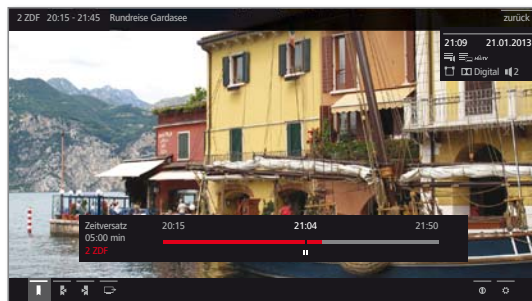 2 ZDF 20:15 - 21:45 Rundreise Gardasee
zurück
21:09 21.01.2013
Digital 2
Zeitversatz 20:15 21:04 21:50
05:00 min
2 ZDF